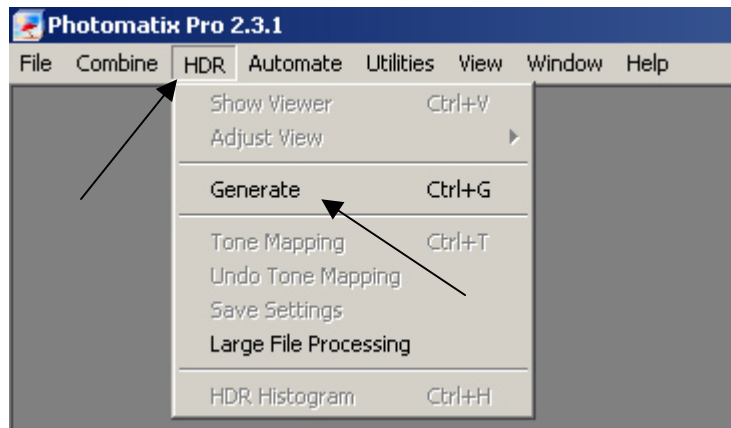 Photomatix Pro 2.3.1
File Combine HDR Automate Utilities View Window Help
Show Viewer Ctrl+V
Adjust View
Generate Ctrl+G
Tone Mapping Ctrl+T
Undo Tone Mapping
Save Settings
Large File Processing
HDR Histogram Ctrl+H